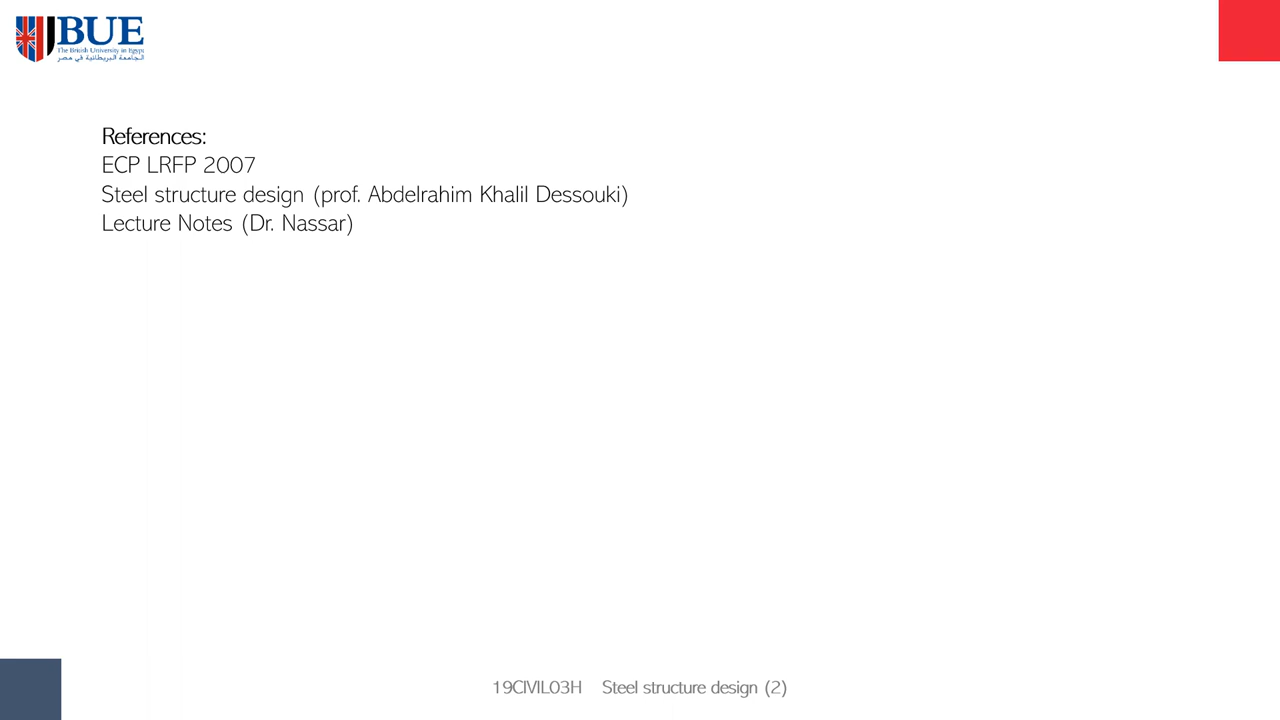 BUE
The British University in Egypt
الجامعة البريطانية في مصر
References:
ECP LRFP 2007
Steel structure design (prof. Abdelrahim Khalil Dessouki)
Lecture Notes (Dr. Nassar)
19CIVIL03H Steel structure design (2)